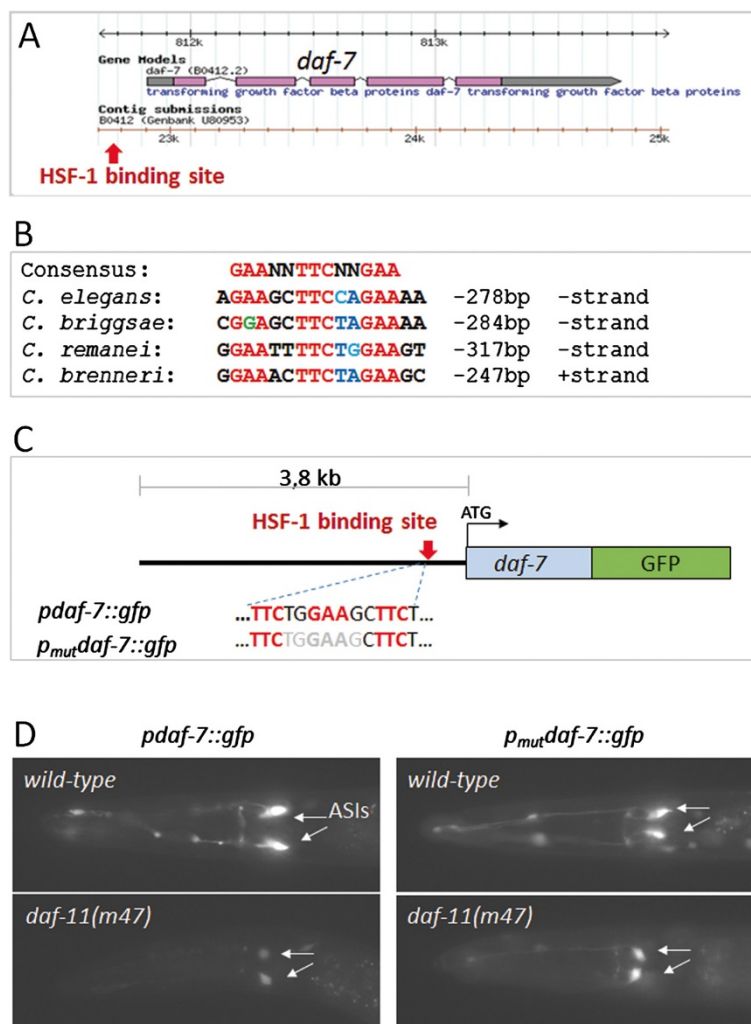 A
812k 813k
Gene Models
daf-7 (B0412.2)
daf-7
transforming growth factor beta proteins daf-7 transforming growth factor beta proteins
Contig submissions
B0412 (Genbank U80953)
23k 24k 25k
HSF-1 binding site
B
Consensus: GAANNTTCNNGAA
C. elegans: AGAAGCTTCCAGAAAA -278bp -strand
C. briggsae: CGGAGCTTCTAGAAAA -284bp -strand
C. remanei: GGAATTTTCTGGAAGT -317bp -strand
C. brenneri: GGAAACTTCTAGAAGC -247bp +strand
C
3,8 kb
HSF-1 binding site
ATG
daf-7 GFP
pdaf-7::gfp ...TTCTGGAAGCTTCT...
pmutdaf-7::gfp ...TTCTGGAAGCTTCT...
D
pdaf-7::gfp pmutdaf-7::gfp
wild-type wild-type
ASIs
daf-11(m47) daf-11(m47)